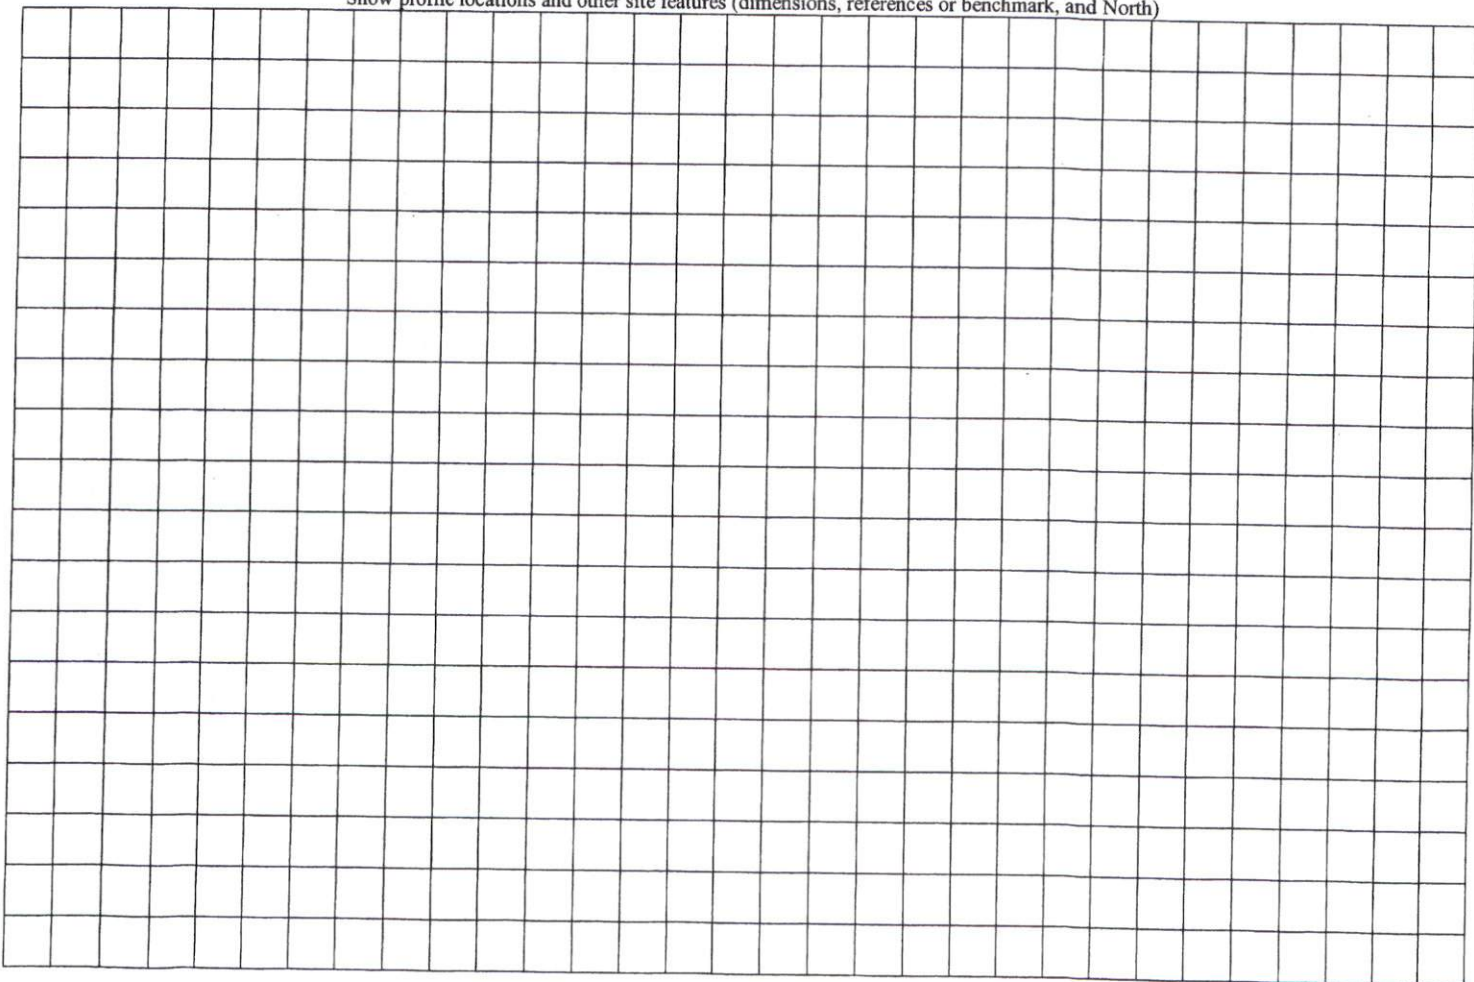 Show profile locations and other site features (dimensions, references or benchmark, and North)